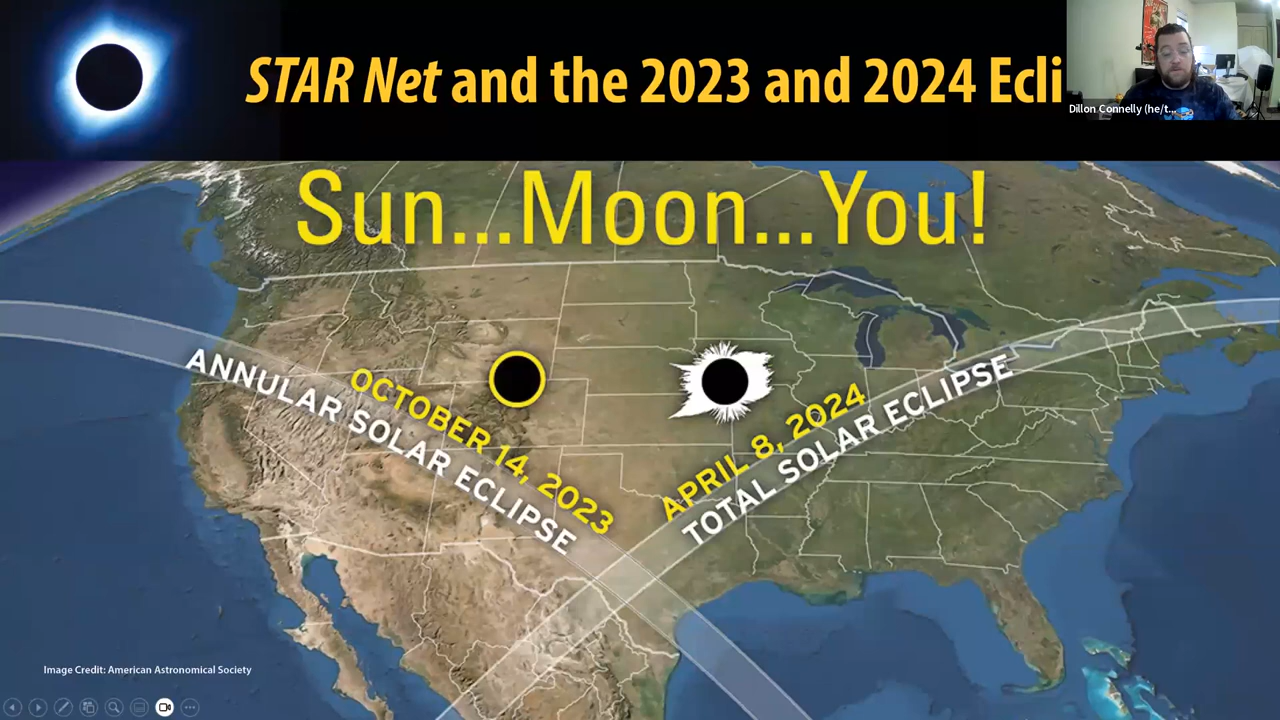 STAR Net and the 2023 and 2024 Ecli
Dillon Connelly (he/t...
Sun...Moon...You!
OCTOBER 14, 2023
ANNULAR SOLAR ECLIPSE
APRIL 8, 2024
TOTAL SOLAR ECLIPSE
Image Credit: American Astronomical Society